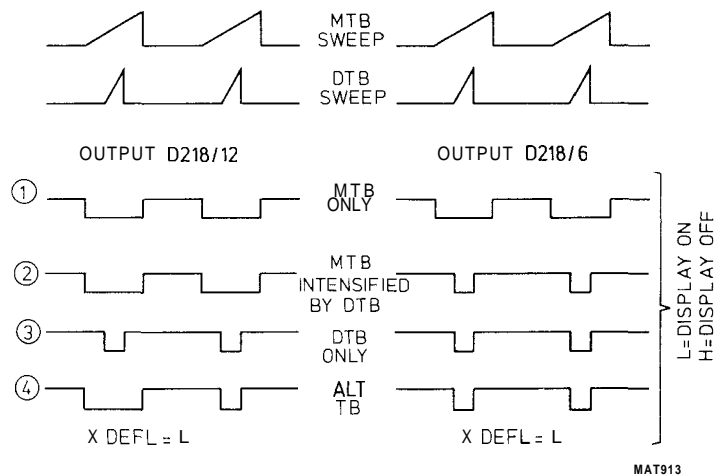 MTB
SWEEP
DTB
SWEEP
OUTPUT D218/12
OUTPUT D218/6
1
MTB
ONLY
2
MTB
INTENSIFIED
BY DTB
3
DTB
ONLY
4
ALT
TB
X DEFL = L
X DEFL = L
L=DISPLAY ON
H=DISPLAY OFF
MAT913